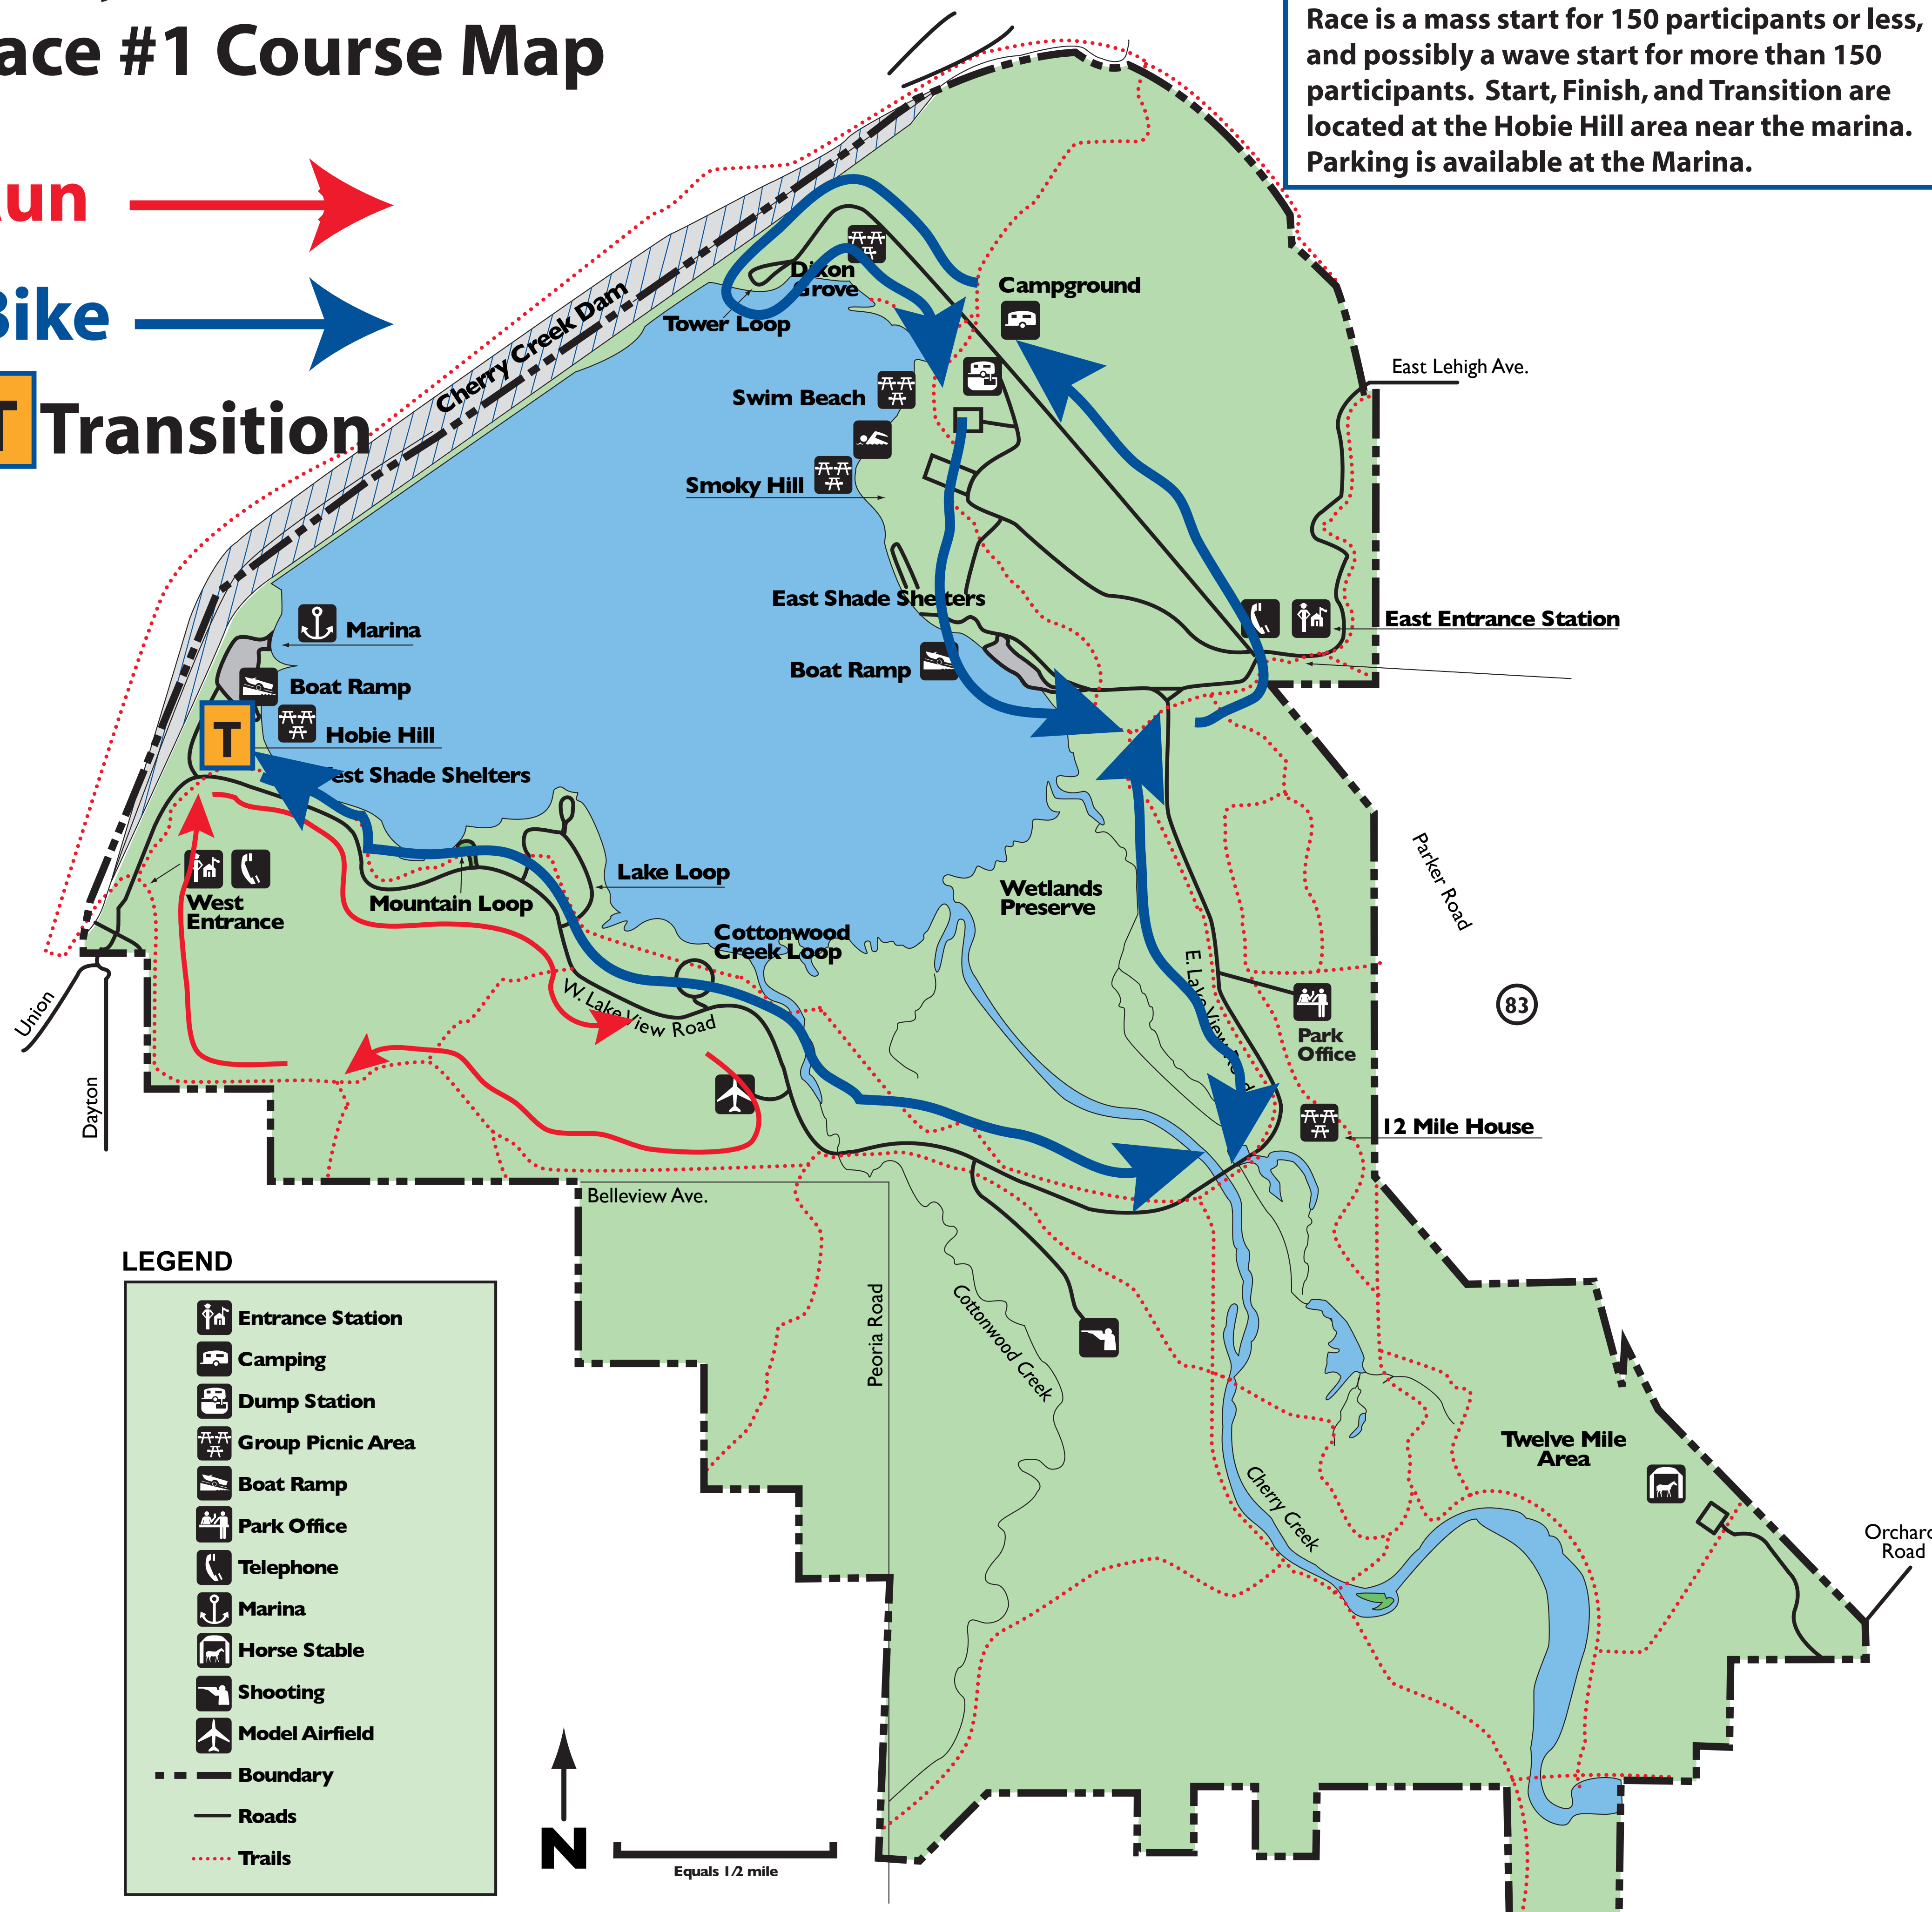 ace #1 Course Map
Race is a mass start for 150 participants or less,
and possibly a wave start for more than 150
participants. Start, Finish, and Transition are
located at the Hobie Hill area near the marina.
Parking is available at the Marina.
un
Bike
T Transition
Cherry Creek Dam
Dixon
Grove
Tower Loop
Campground
Swim Beach
Smoky Hill
East Lehigh Ave.
East Shade Shelters
East Entrance Station
Boat Ramp
Marina
Boat Ramp
T
Hobie Hill
est Shade Shelters
West
Entrance
Mountain Loop
Lake Loop
Cottonwood
Creek Loop
Wetlands
Preserve
Parker Road
83
W. Lake View Road
E. Lake View Road
Park
Office
12 Mile House
Union
Dayton
Belleview Ave.
Peoria Road
Cottonwood Creek
Cherry Creek
Twelve Mile
Area
Orchard
Road
LEGEND
Entrance Station
Camping
Dump Station
Group Picnic Area
Boat Ramp
Park Office
Telephone
Marina
Horse Stable
Shooting
Model Airfield
Boundary
Roads
Trails
N
Equals 1/2 mile